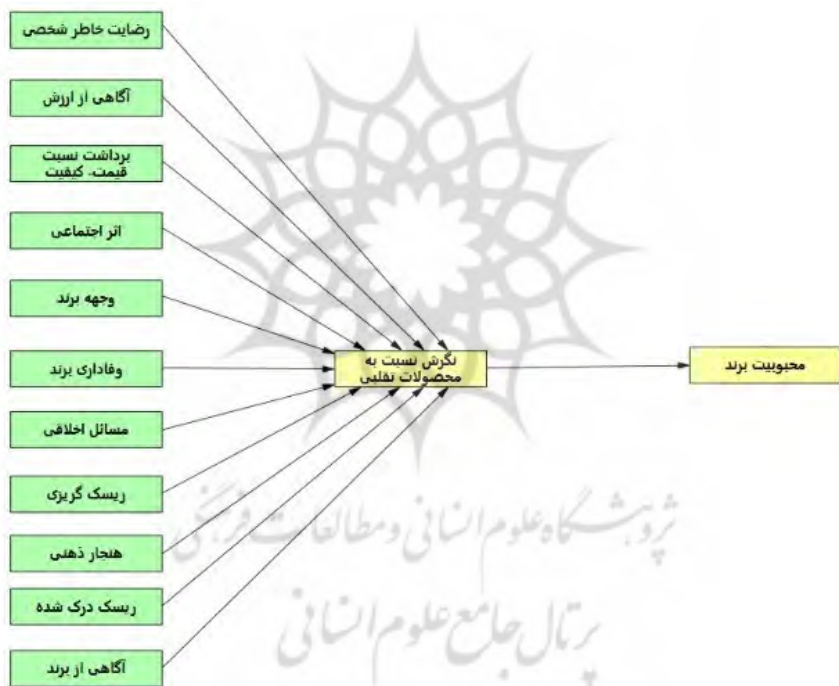 رضایت خاطر شخصی
آگاهی از ارزش
برداشت نسبت
قیمت- کیفیت
اثر اجتماعی
وجهه برند
وفاداری برند
مسائل اخلاقی
ریسک گریزی
هنجار ذهنی
ریسک درک شده
آگاهی از برند
نگرش نسبت به
محصولات تقلبی
محبوبیت برند
پژوهشگاه علوم انسانی و مطالعات فرهنگی
پرتال جامع علوم انسانی